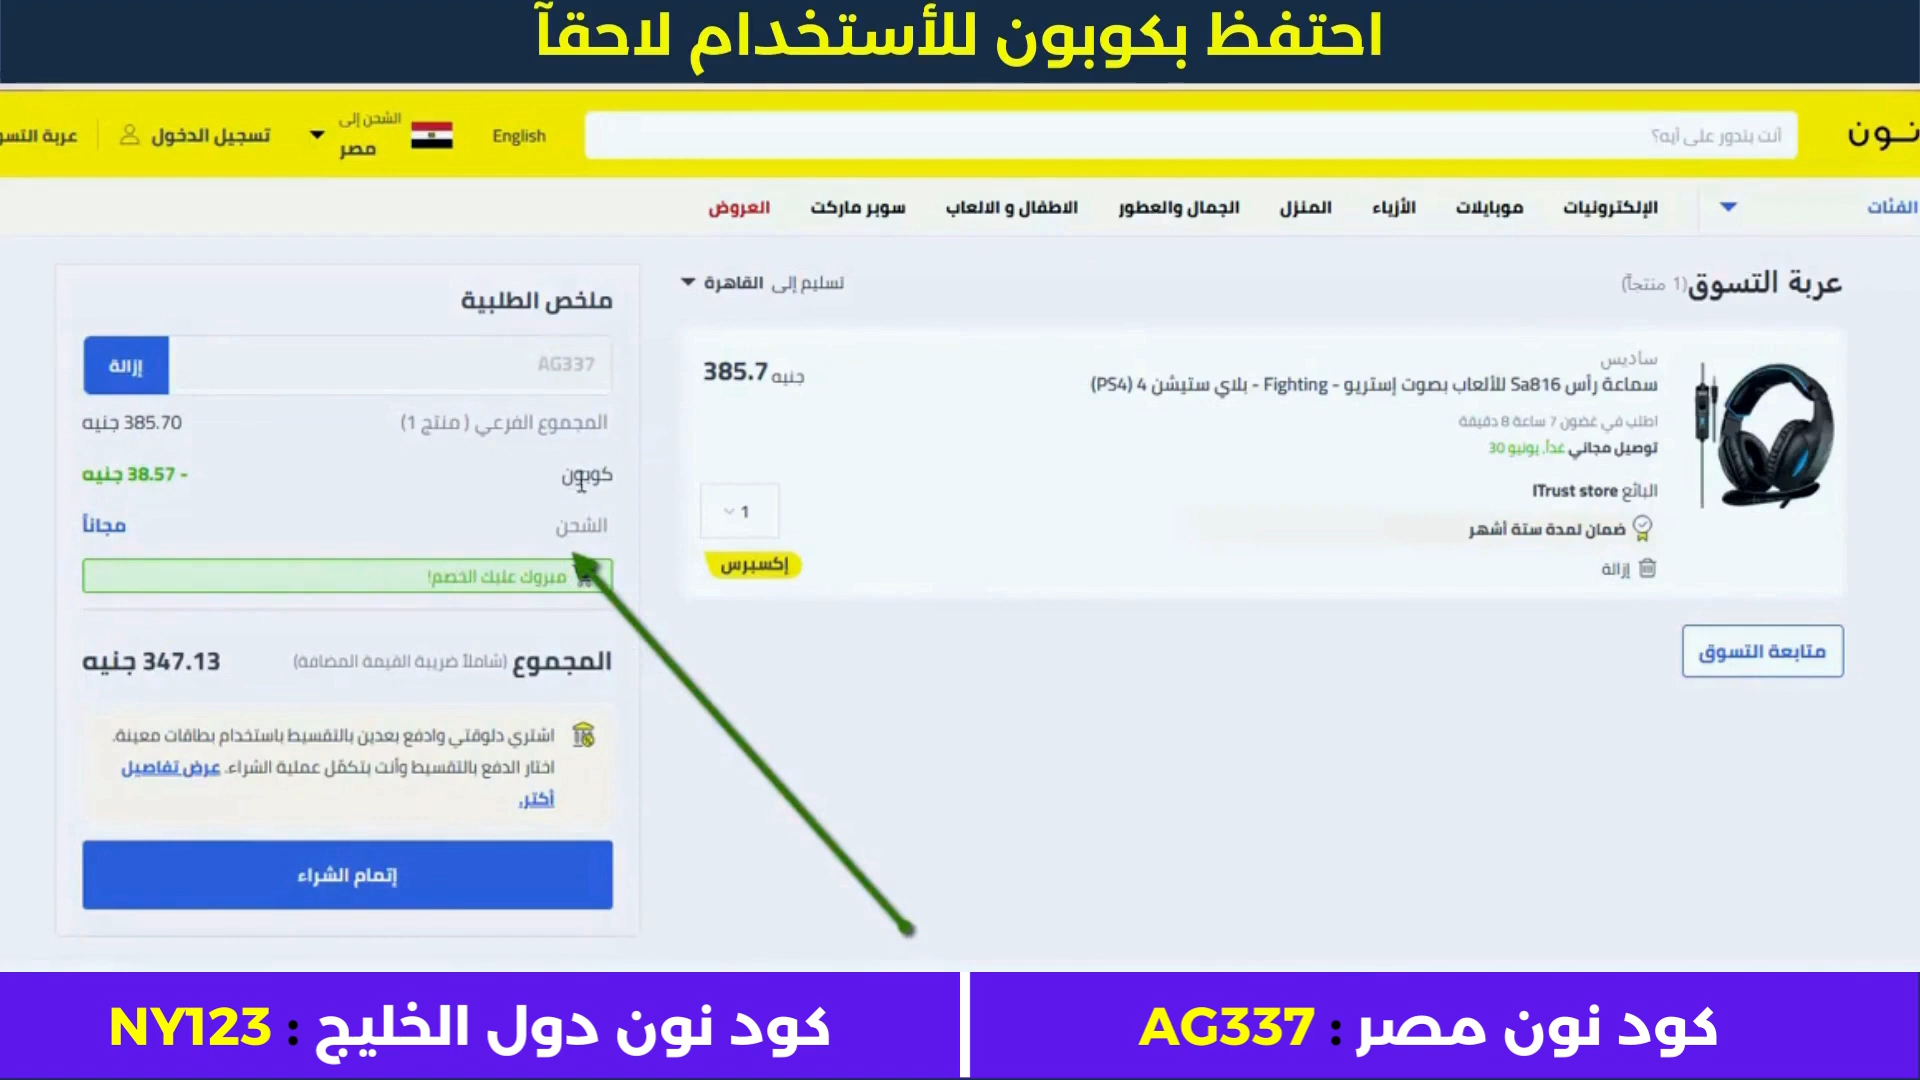 احتفظ بكوبون للأستخدام لاحقآ
نون
أنت بتدور على أيه؟
English
الشحن إلى
مصر
تسجيل الدخول
عربة
الفئات
الإلكترونيات
موبايلات
الأزياء
المنزل
الجمال والعطور
الاطفال و الالعاب
سوبر ماركت
العروض
عربة التسوق (1 منتجاً)
تسليم إلى القاهرة
ساديس
سماعة رأس Sa816 للألعاب بصوت إستريو - Fighting - بلاي ستيشن 4 (PS4)
جنيه 385.7
اطلب في غضون 7 ساعة 8 دقيقة
توصيل مجاني غداً, يونيو 30
البائع ITrust store
ضمان لمدة ستة أشهر
إزالة
1
إكسبرس
متابعة التسوق
ملخص الطلبية
AG337
إزالة
المجموع الفرعي ( منتج 1) 385.70 جنيه
كوبون - 38.57 جنيه
الشحن مجاناً
مبروك عليك الخصم!
المجموع (شاملاً ضريبة القيمة المضافة) 347.13 جنيه
اشتري دلوقتي وادفع بعدين بالتقسيط باستخدام بطاقات معينة.
اختار الدفع بالتقسيط وأنت بتكمّل عملية الشراء. عرض تفاصيل
أكتر.
إتمام الشراء
كود نون مصر : AG337
كود نون دول الخليج : NY123